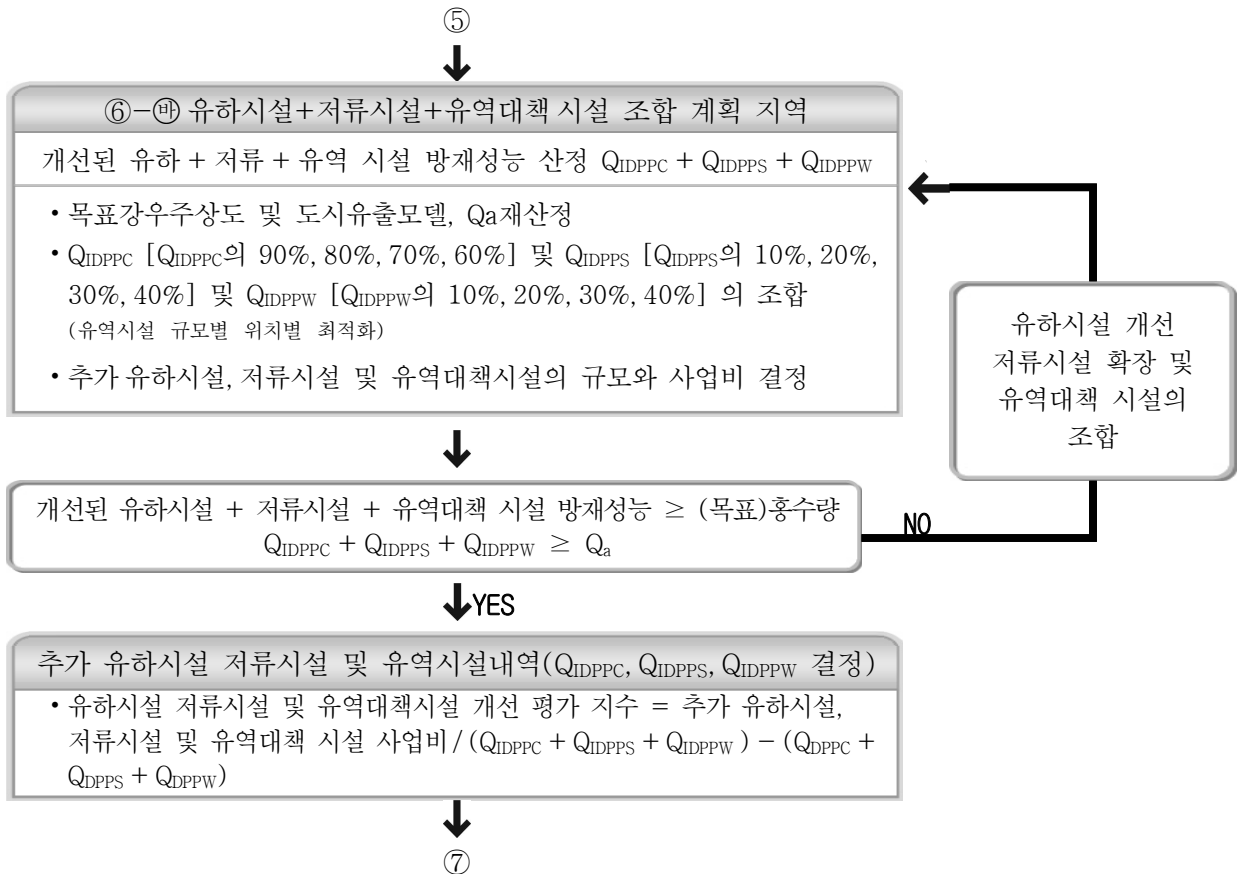 ⑤
⑥-㉳ 유하시설+저류시설+유역대책 시설 조합 계획 지역
개선된 유하 + 저류 + 유역 시설 방재성능 산정 QIDPPC + QIDPPS + QIDPPW
• 목표강우주상도 및 도시유출모델, Qa재산정
• QIDPPC [QIDPPC의 90%, 80%, 70%, 60%] 및 QIDPPS [QIDPPS의 10%, 20%,
30%, 40%] 및 QIDPPW [QIDPPW의 10%, 20%, 30%, 40%] 의 조합
(유역시설 규모별 위치별 최적화)
• 추가 유하시설, 저류시설 및 유역대책시설의 규모와 사업비 결정
유하시설 개선
저류시설 확장 및
유역대책 시설의
조합
개선된 유하시설 + 저류시설 + 유역대책 시설 방재성능 ≥ (목표)홍수량
QIDPPC + QIDPPS + QIDPPW ≥ Qa
NO
YES
추가 유하시설 저류시설 및 유역시설내역(QIDPPC, QIDPPS, QIDPPW 결정)
• 유하시설 저류시설 및 유역대책시설 개선 평가 지수 = 추가 유하시설,
저류시설 및 유역대책 시설 사업비/(QIDPPC + QIDPPS + QIDPPW) - (QDPPC +
QDPPS + QDPPW)
⑦